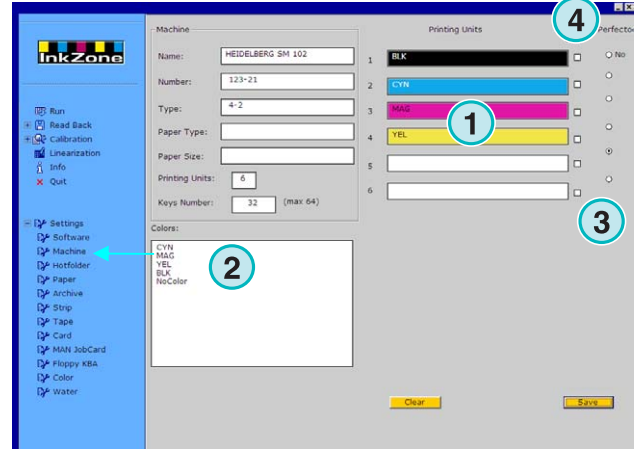 4
InkZone
Machine
Printing Units
Perfector
Name:
HEIDELBERG SM 102
1
BLK
No
Number:
123-21
2
CYN
Type:
4-2
3
MAG
1
Paper Type:
4
YEL
Paper Size:
5
Printing Units:
6
6
Keys Number:
32
(max 64)
3
Run
Read Back
Calibration
Linearization
Info
Quit
Settings
Software
Machine
Hotfolder
Paper
Archive
Strip
Tape
Card
MAN JobCard
Floppy KBA
Color
Water
Colors:
CYN
MAG
YEL
BLK
NoColor
2
Clear
Save